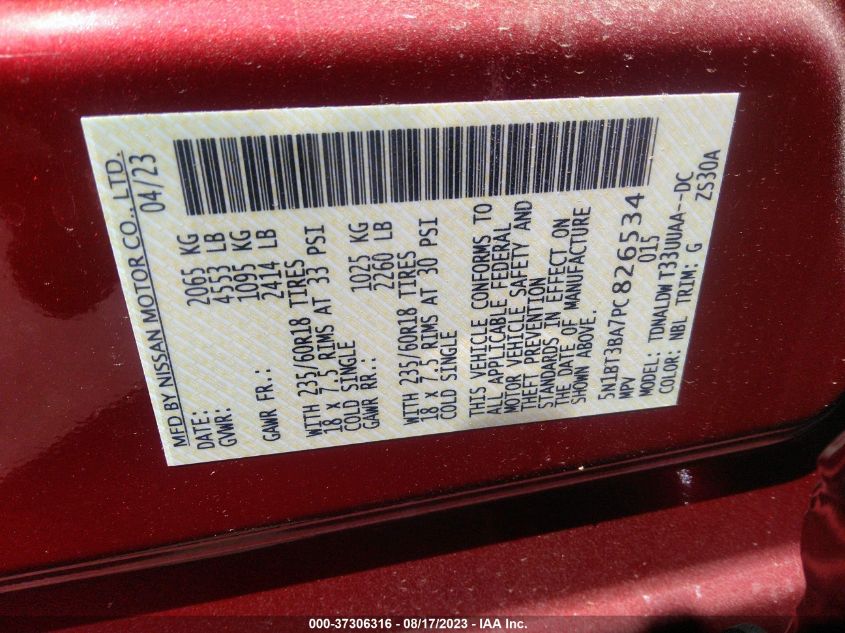 MFD BY NISSAN MOTOR CO., LTD.
DATE: 04/23
GVWR: 2065 KG
4553 LB
GAWR FR.: 1095 KG
2414 LB
WITH 235/60R18 TIRES
18 x 7.5 RIMS AT 33 PSI
COLD SINGLE
GAWR RR.: 1025 KG
2260 LB
WITH 235/60R18 TIRES
18 x 7.5 RIMS AT 30 PSI
COLD SINGLE
THIS VEHICLE CONFORMS TO
ALL APPLICABLE FEDERAL
MOTOR VEHICLE SAFETY AND
THEFT PREVENTION
STANDARDS IN EFFECT ON
THE DATE OF MANUFACTURE
SHOWN ABOVE.
5N1BT3BA7PC826534
MPV 015
MODEL: TDNALDW T33UUAA--DC
COLOR: NBL TRIM: G ZS30A
000-37306316 - 08/17/2023 - IAA Inc.